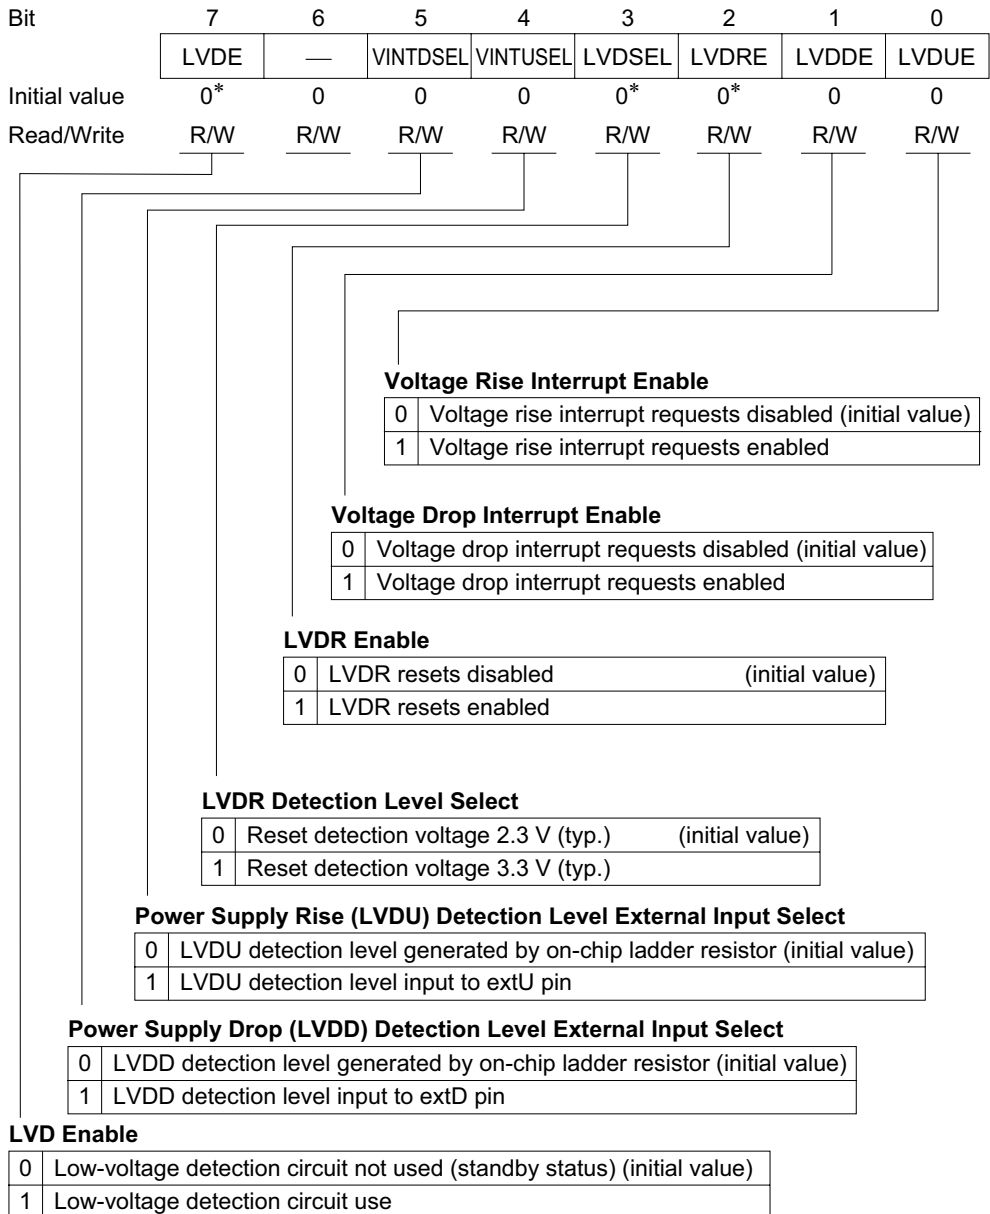 Bit 7 6 5 4 3 2 1 0
LVDE — VINTDSEL VINTUSEL LVDSEL LVDRE LVDDE LVDUE
Initial value 0* 0 0 0 0* 0* 0 0
Read/Write R/W R/W R/W R/W R/W R/W R/W R/W
Voltage Rise Interrupt Enable
0 Voltage rise interrupt requests disabled (initial value)
1 Voltage rise interrupt requests enabled
Voltage Drop Interrupt Enable
0 Voltage drop interrupt requests disabled (initial value)
1 Voltage drop interrupt requests enabled
LVDR Enable
0 LVDR resets disabled (initial value)
1 LVDR resets enabled
LVDR Detection Level Select
0 Reset detection voltage 2.3 V (typ.) (initial value)
1 Reset detection voltage 3.3 V (typ.)
Power Supply Rise (LVDU) Detection Level External Input Select
0 LVDU detection level generated by on-chip ladder resistor (initial value)
1 LVDU detection level input to extU pin
Power Supply Drop (LVDD) Detection Level External Input Select
0 LVDD detection level generated by on-chip ladder resistor (initial value)
1 LVDD detection level input to extD pin
LVD Enable
0 Low-voltage detection circuit not used (standby status) (initial value)
1 Low-voltage detection circuit use